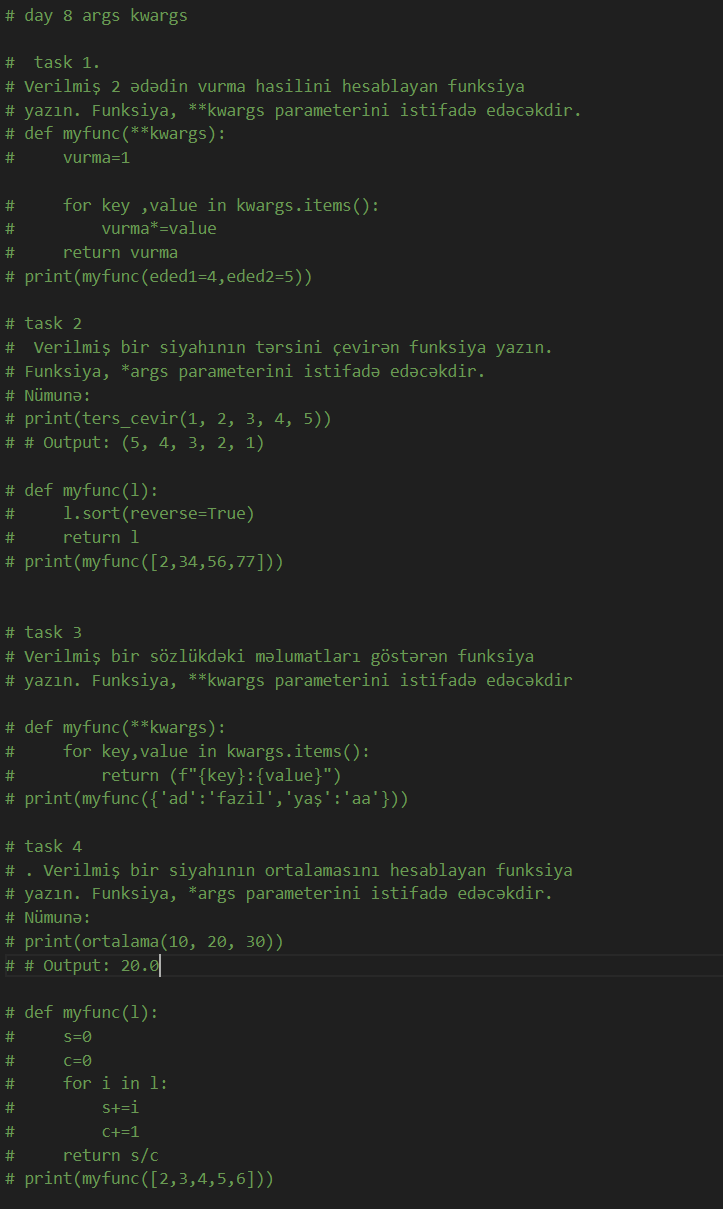 # day 8 args kwargs
#  task 1.
# Verilmiş 2 ədədin vurma hasilini hesablayan funksiya
# yazın. Funksiya, **kwargs parameterini istifadə edəcəkdir.
# def myfunc(**kwargs):
#     vurma=1
#     for key ,value in kwargs.items():
#         vurma*=value
#     return vurma
# print(myfunc(eded1=4,eded2=5))
# task 2
#  Verilmiş bir siyahının tərsini çevirən funksiya yazın.
# Funksiya, *args parameterini istifadə edəcəkdir.
# Nümunə:
# print(ters_cevir(1, 2, 3, 4, 5))
# # Output: (5, 4, 3, 2, 1)
# def myfunc(l):
#     l.sort(reverse=True)
#     return l
# print(myfunc([2,34,56,77]))
# task 3
# Verilmiş bir sözlükdəki məlumatları göstərən funksiya
# yazın. Funksiya, **kwargs parameterini istifadə edəcəkdir
# def myfunc(**kwargs):
#     for key,value in kwargs.items():
#         return (f"{key}:{value}")
# print(myfunc({'ad':'fazil','yaş':'aa'}))
# task 4
# . Verilmiş bir siyahının ortalamasını hesablayan funksiya
# yazın. Funksiya, *args parameterini istifadə edəcəkdir.
# Nümunə:
# print(ortalama(10, 20, 30))
# # Output: 20.0
# def myfunc(l):
#     s=0
#     c=0
#     for i in l:
#         s+=i
#         c+=1
#     return s/c
# print(myfunc([2,3,4,5,6]))